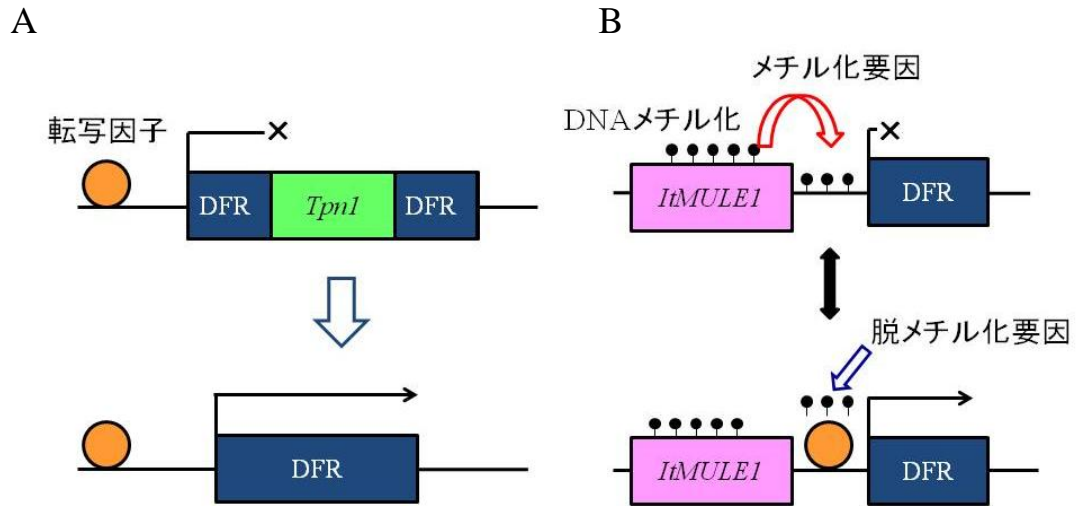 A
B
メチル化要因
転写因子
DNAメチル化
×
×
DFR
Tpn1
DFR
ItMULE1
DFR
脱メチル化要因
DFR
ItMULE1
DFR